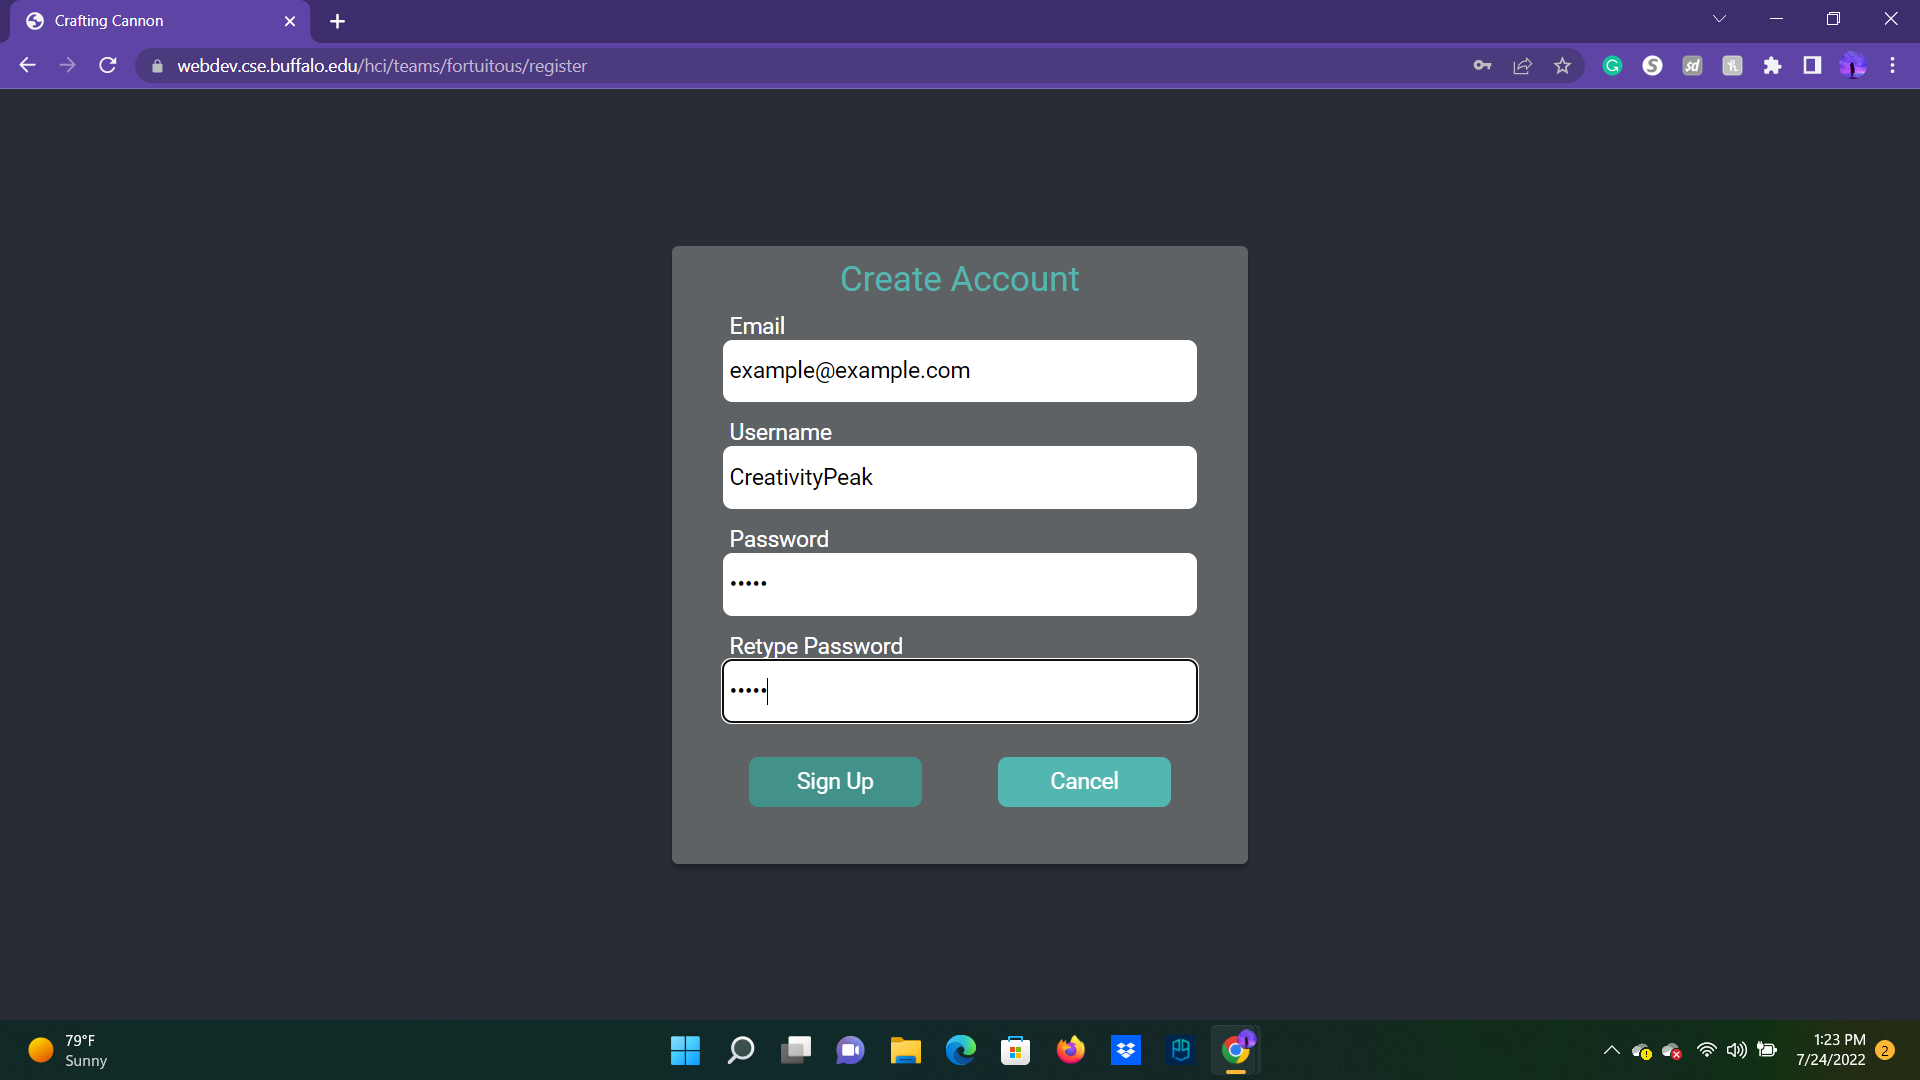 Crafting Cannon
webdev.cse.buffalo.edu/hci/teams/fortuitous/register
Create Account
Email
example@example.com
Username
CreativityPeak
Password
•••••
Retype Password
•••••
Sign Up
Cancel
79°F
Sunny
1:23 PM
7/24/2022
2